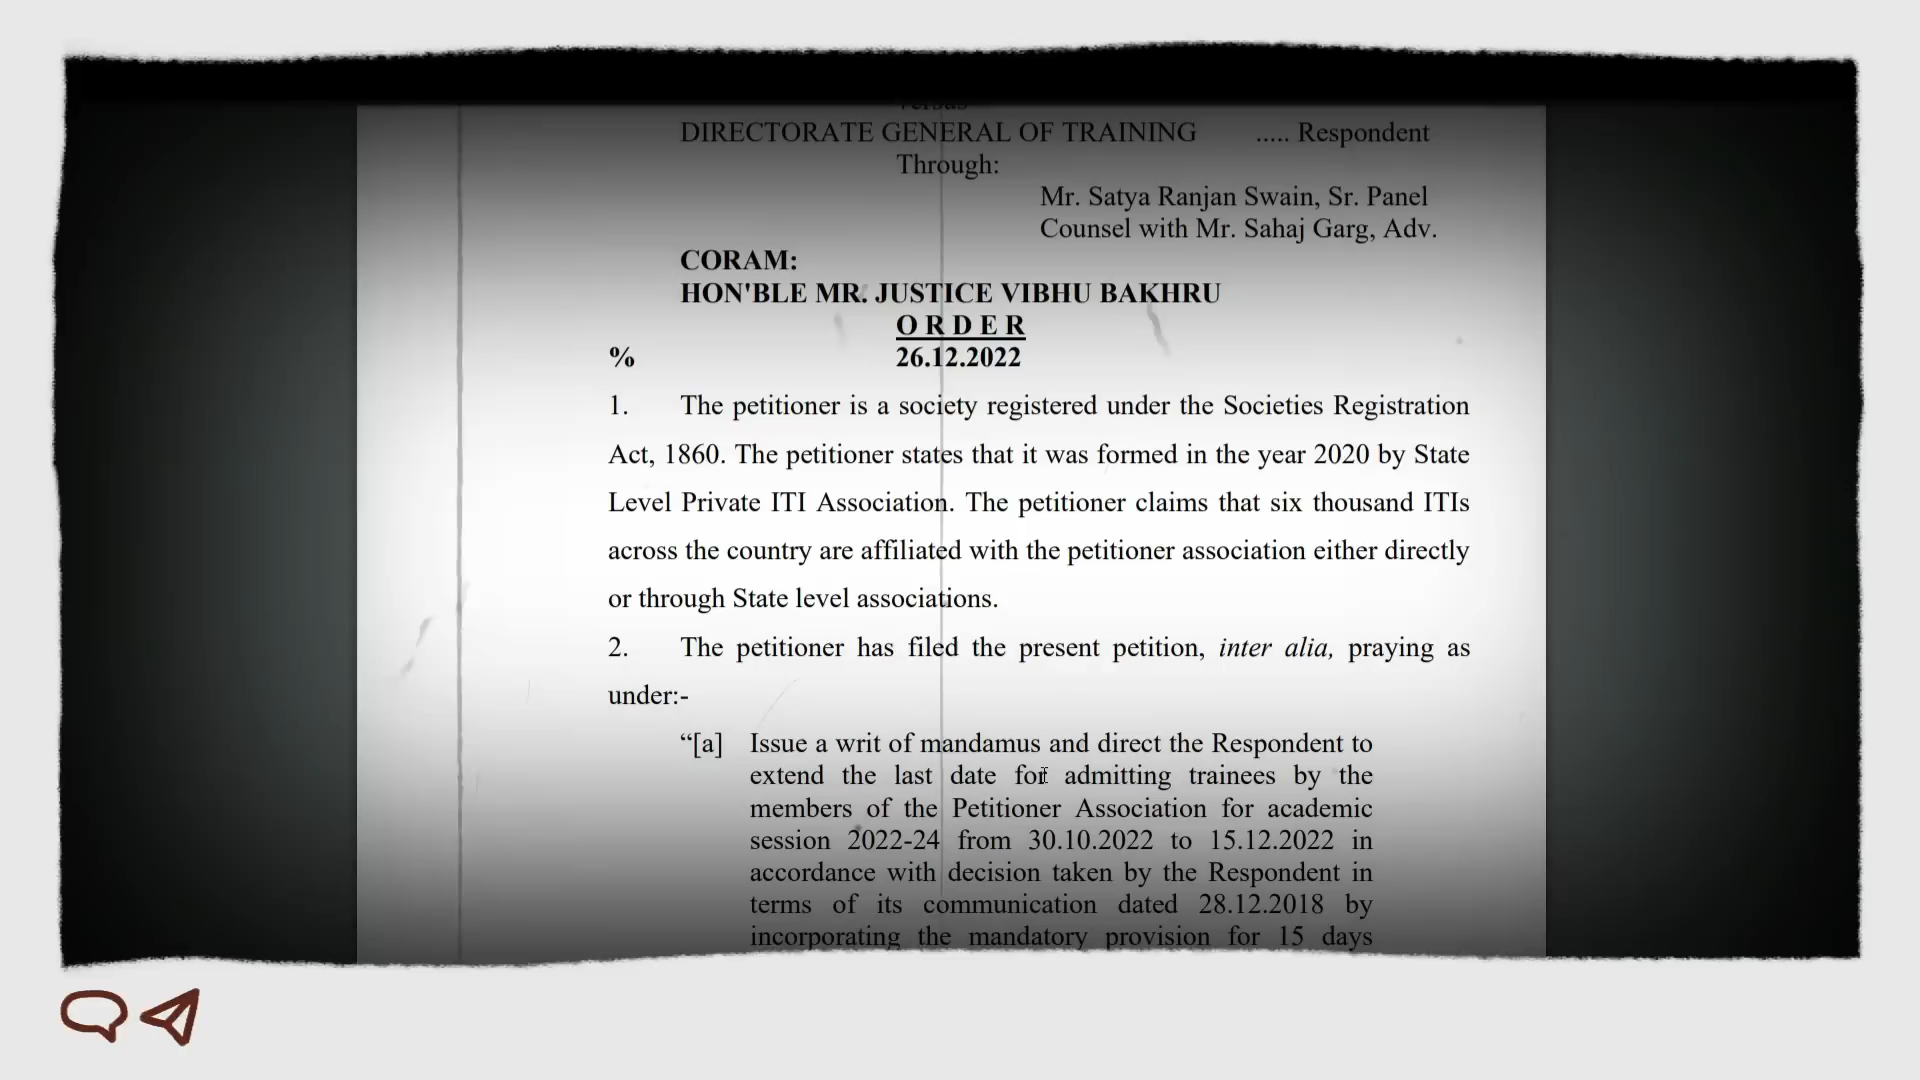 versus
DIRECTORATE GENERAL OF TRAINING ..... Respondent
Through:
Mr. Satya Ranjan Swain, Sr. Panel
Counsel with Mr. Sahaj Garg, Adv.
CORAM:
HON'BLE MR. JUSTICE VIBHU BAKHRU
O R D E R
% 26.12.2022
1. The petitioner is a society registered under the Societies Registration
Act, 1860. The petitioner states that it was formed in the year 2020 by State
Level Private ITI Association. The petitioner claims that six thousand ITIs
across the country are affiliated with the petitioner association either directly
or through State level associations.
2. The petitioner has filed the present petition, inter alia, praying as
under:-
“[a] Issue a writ of mandamus and direct the Respondent to
extend the last date for admitting trainees by the
members of the Petitioner Association for academic
session 2022-24 from 30.10.2022 to 15.12.2022 in
accordance with decision taken by the Respondent in
terms of its communication dated 28.12.2018 by
incorporating the mandatory provision for 15 days